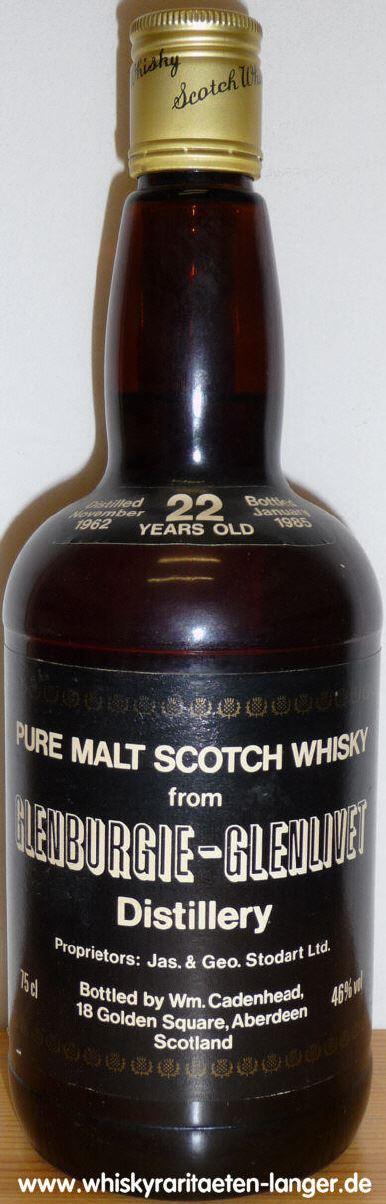 Whisky Scotch Whi
Distilled
November
1962
22
YEARS OLD
Bottled
January
1985
PURE MALT SCOTCH WHISKY
from
GLENBURGIE-GLENLIVET
Distillery
Proprietors: Jas. & Geo. Stodart Ltd.
75 cl
Bottled by Wm. Cadenhead,
18 Golden Square, Aberdeen
Scotland
46% vol
www.whiskyraritaeten-langer.de